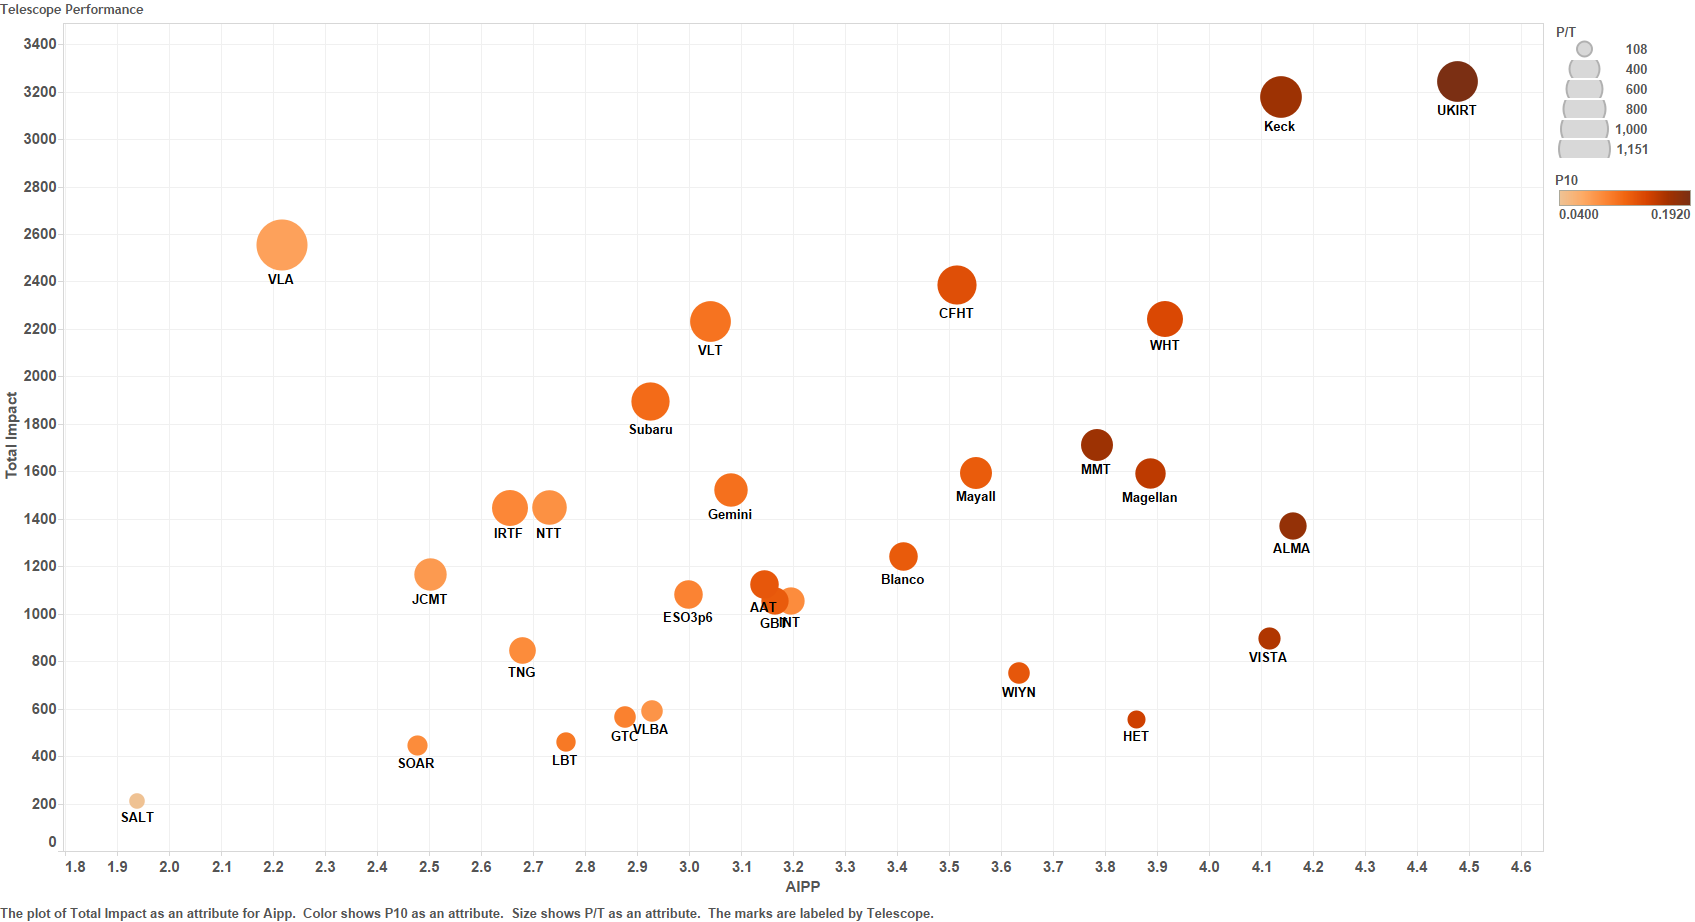 Telescope Performance
P/T
108
400
600
800
1,000
1,151
P10
0.0400 0.1920
Total Impact
3400
3200
3000
2800
2600
2400
2200
2000
1800
1600
1400
1200
1000
800
600
400
200
0
UKIRT
Keck
VLA
CFHT
WHT
VLT
Subaru
MMT
Mayall
Magellan
Gemini
IRTF
NTT
ALMA
Blanco
JCMT
AAT
ESO3p6
GBT
INT
VISTA
TNG
WIYN
VLBA
GTC
HET
LBT
SOAR
SALT
1.8 1.9 2.0 2.1 2.2 2.3 2.4 2.5 2.6 2.7 2.8 2.9 3.0 3.1 3.2 3.3 3.4 3.5 3.6 3.7 3.8 3.9 4.0 4.1 4.2 4.3 4.4 4.5 4.6
AIPP
The plot of Total Impact as an attribute for Aipp.  Color shows P10 as an attribute.  Size shows P/T as an attribute.  The marks are labeled by Telescope.